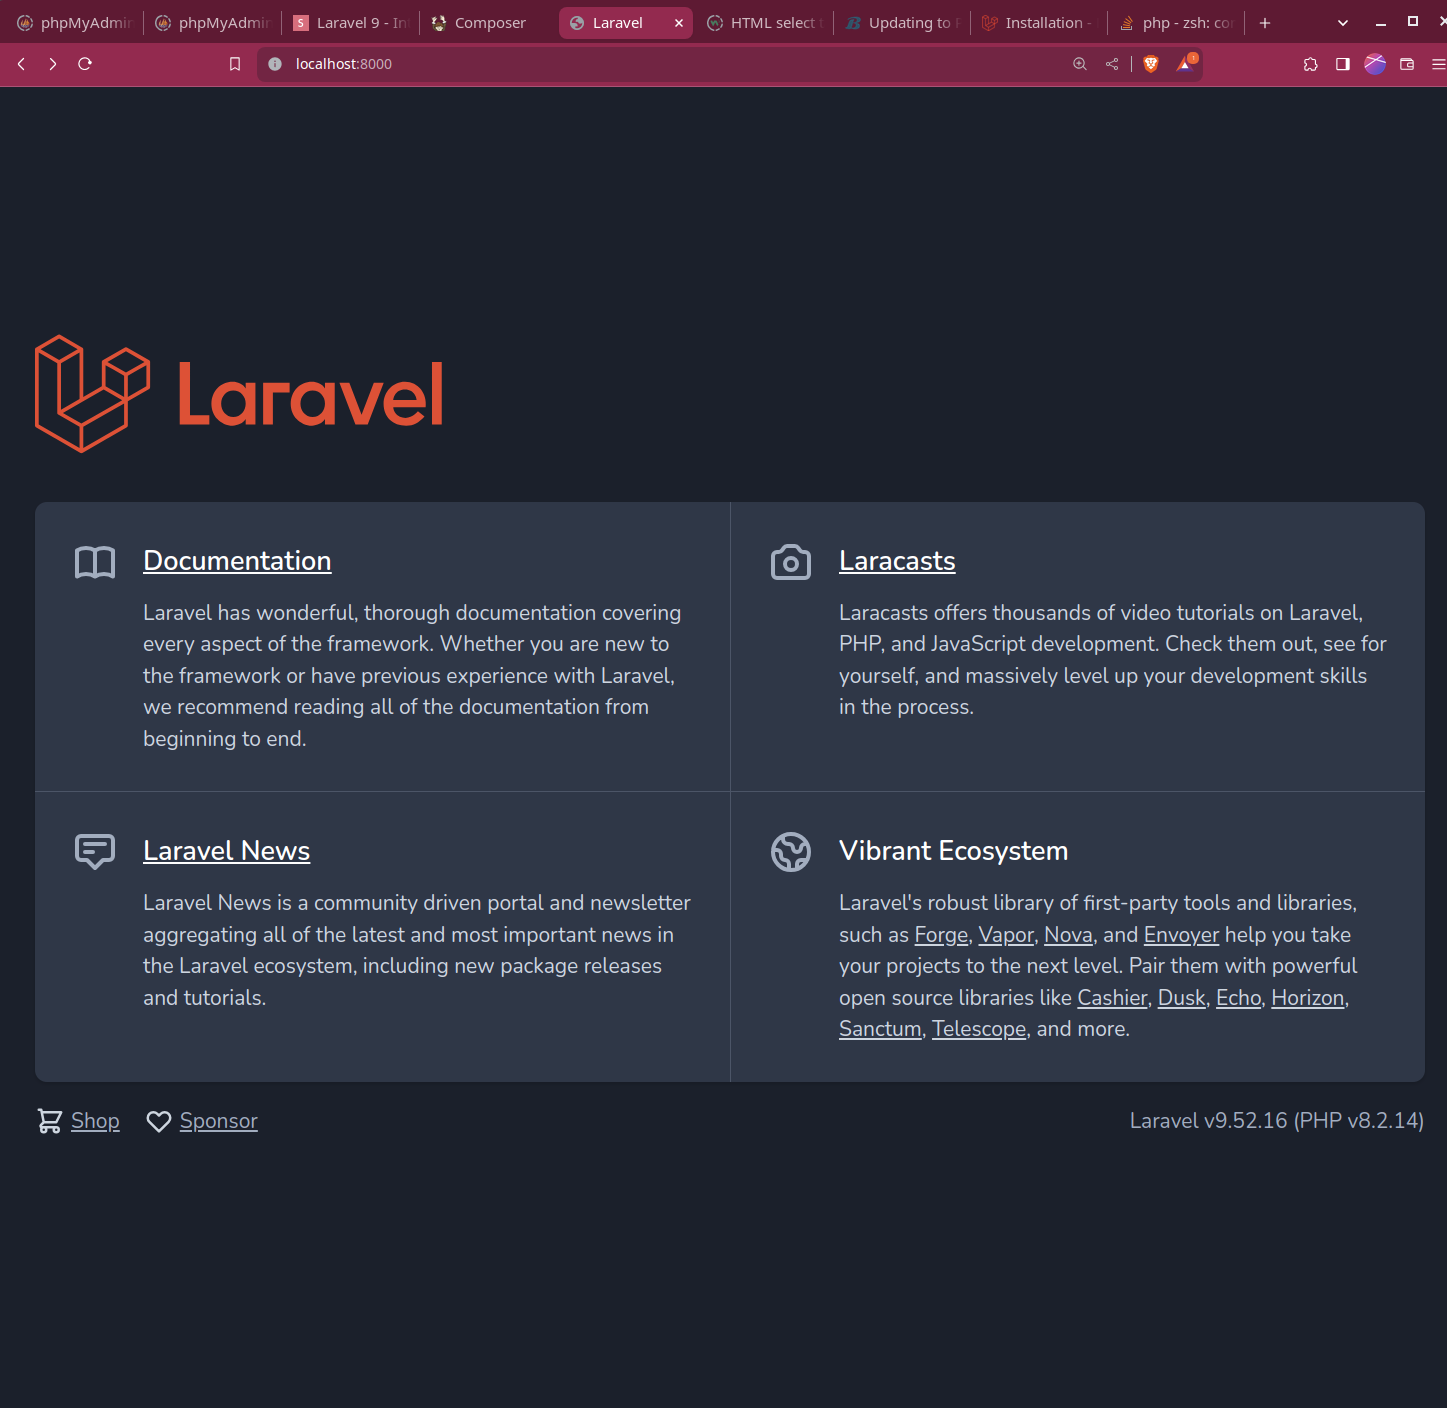 phpMyAdmin
phpMyAdmin
Laravel 9 - In
Composer
Laravel
HTML select t
Updating to
Installation -
php - zsh: co
localhost:8000
Laravel
Documentation
Laravel has wonderful, thorough documentation covering
every aspect of the framework. Whether you are new to
the framework or have previous experience with Laravel,
we recommend reading all of the documentation from
beginning to end.
Laracasts
Laracasts offers thousands of video tutorials on Laravel,
PHP, and JavaScript development. Check them out, see for
yourself, and massively level up your development skills
in the process.
Laravel News
Laravel News is a community driven portal and newsletter
aggregating all of the latest and most important news in
the Laravel ecosystem, including new package releases
and tutorials.
Vibrant Ecosystem
Laravel's robust library of first-party tools and libraries,
such as Forge, Vapor, Nova, and Envoyer help you take
your projects to the next level. Pair them with powerful
open source libraries like Cashier, Dusk, Echo, Horizon,
Sanctum, Telescope, and more.
Shop
Sponsor
Laravel v9.52.16 (PHP v8.2.14)